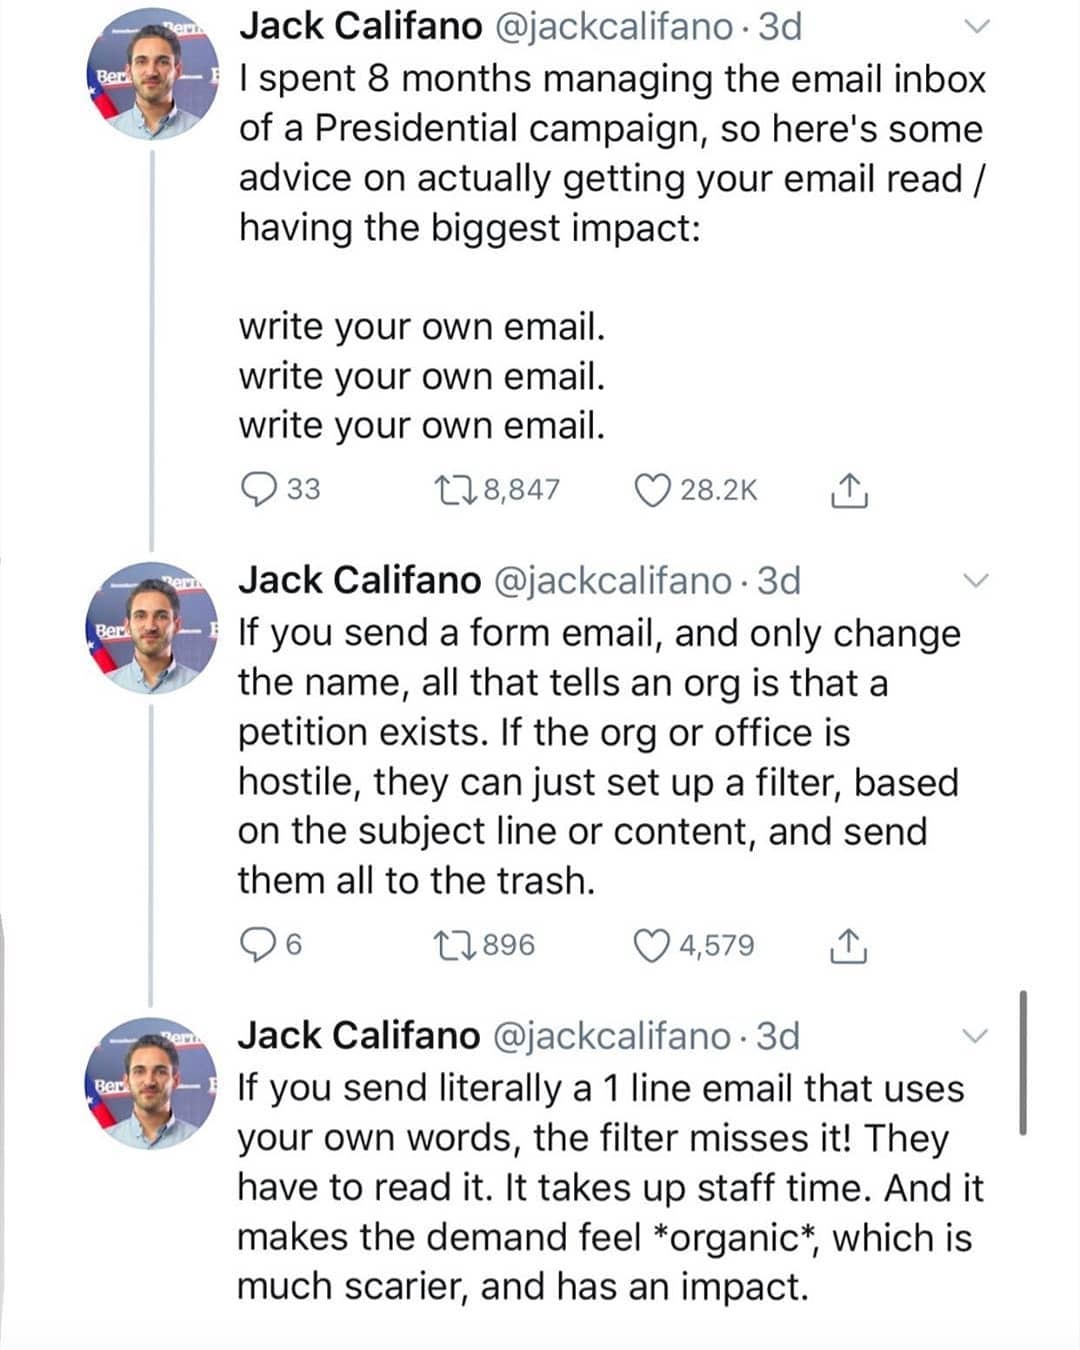 Jack Califano @jackcalifano · 3d
I spent 8 months managing the email inbox
of a Presidential campaign, so here's some
advice on actually getting your email read /
having the biggest impact:
write your own email.
write your own email.
write your own email.
33 8,847 28.2K
Jack Califano @jackcalifano · 3d
If you send a form email, and only change
the name, all that tells an org is that a
petition exists. If the org or office is
hostile, they can just set up a filter, based
on the subject line or content, and send
them all to the trash.
6 896 4,579
Jack Califano @jackcalifano · 3d
If you send literally a 1 line email that uses
your own words, the filter misses it! They
have to read it. It takes up staff time. And it
makes the demand feel *organic*, which is
much scarier, and has an impact.